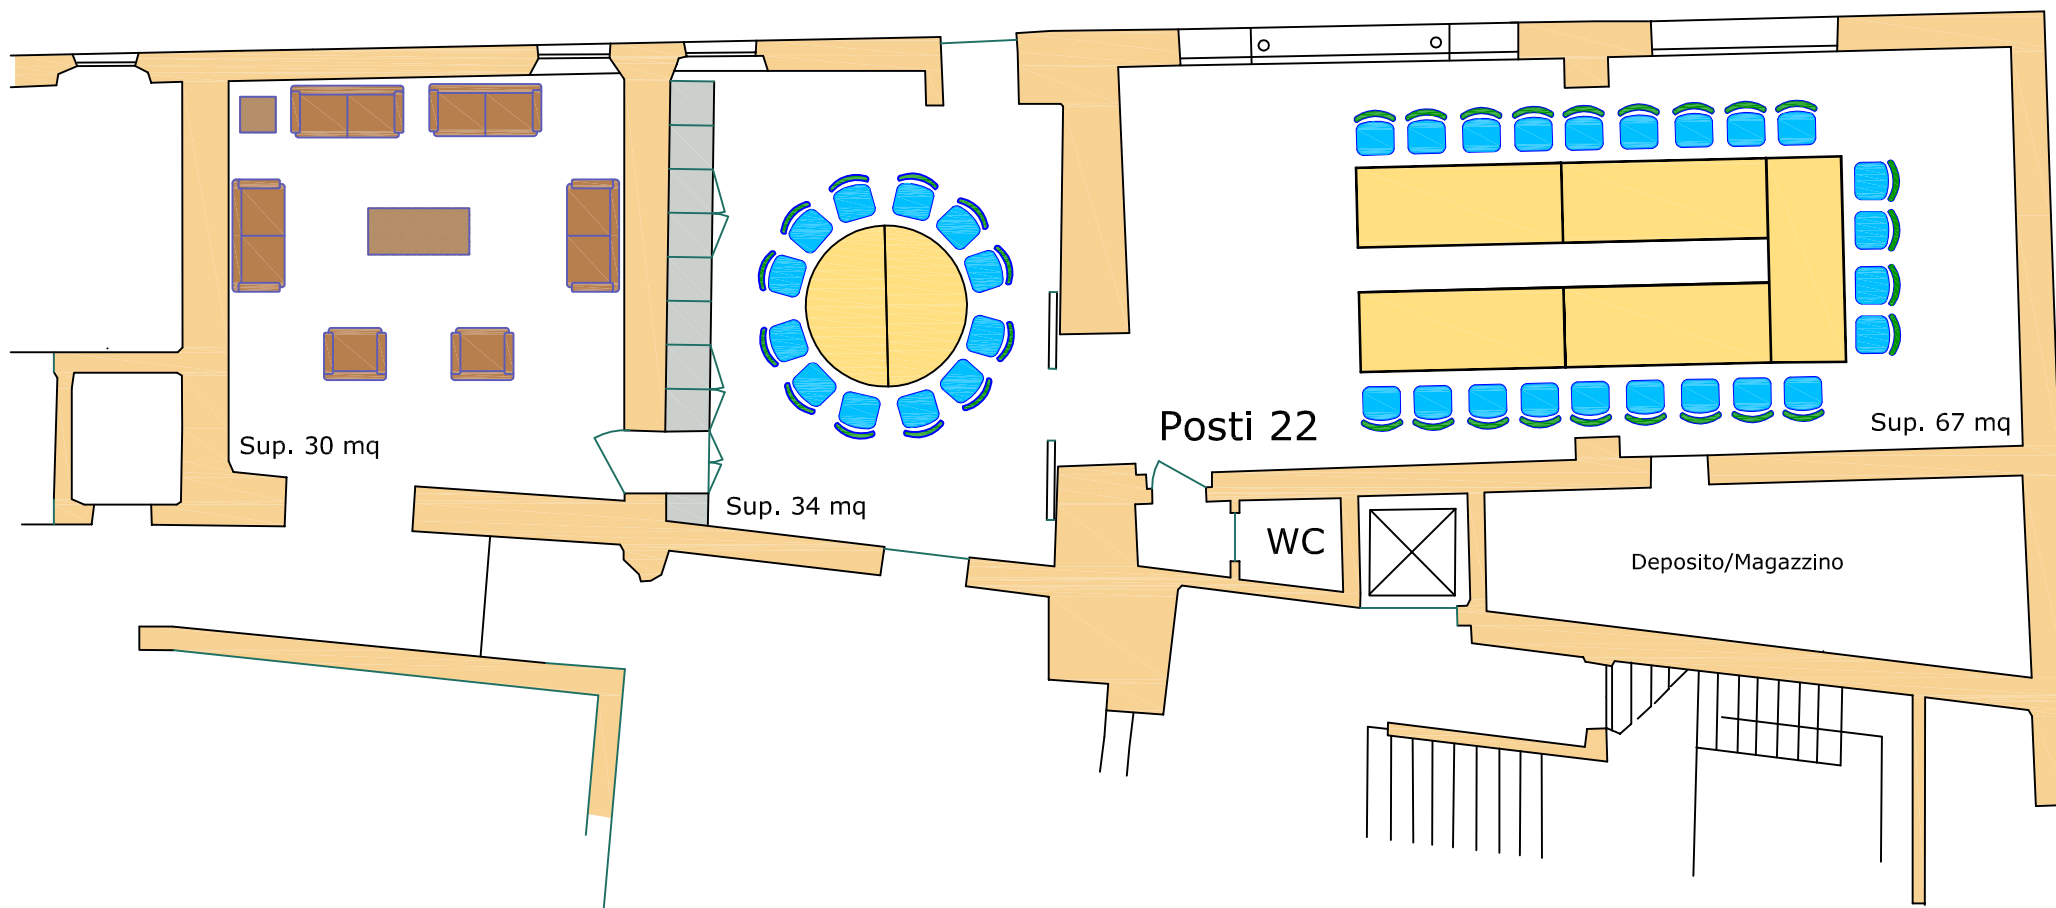 Sup. 30 mq
Sup. 34 mq
Posti 22
Sup. 67 mq
WC
Deposito/Magazzino